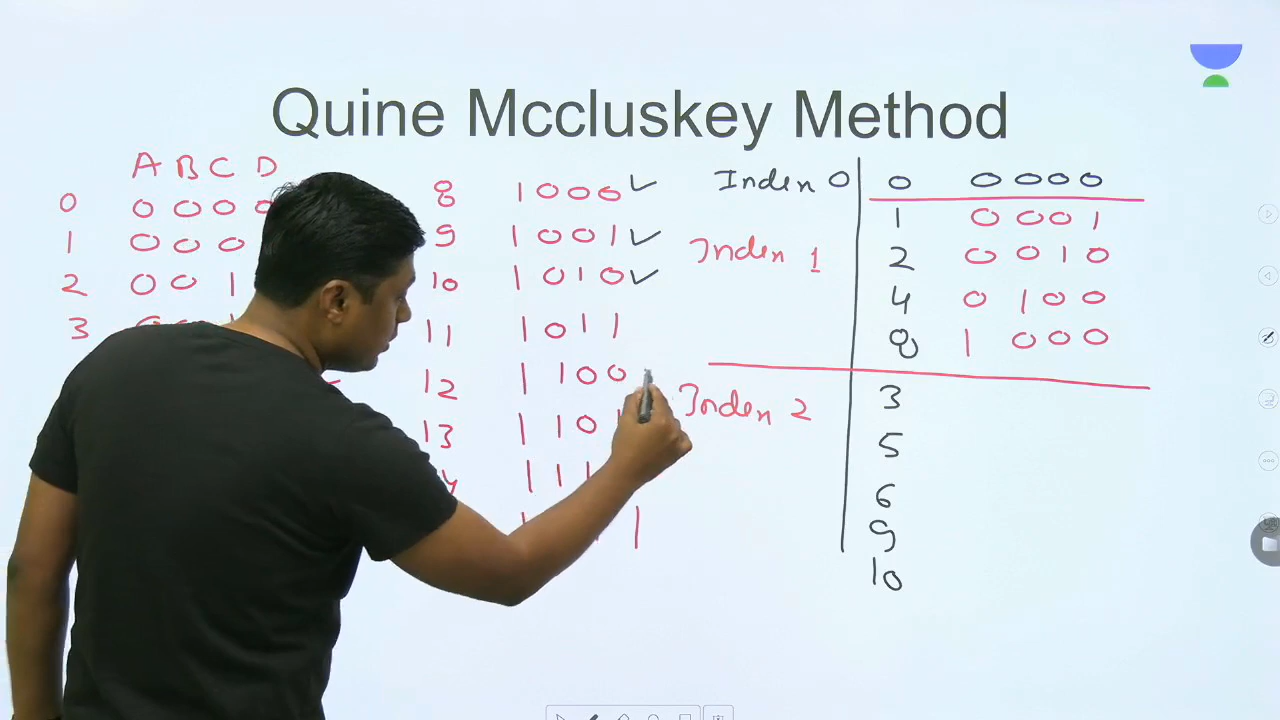 Quine Mccluskey Method
A B C D
0 0 0 0 0
1 0 0 0
2 0 0 1
3
8 1 0 0 0 ✓
9 1 0 0 1 ✓
10 1 0 1 0 ✓
11 1 0 1 1
12 1 1 0 0
13 1 1 0
1 1 1
1
Index 0 0 0 0 0 0
Index 1
1 0 0 0 1
2 0 0 1 0
4 0 1 0 0
8 1 0 0 0
Index 2
3
5
6
9
10